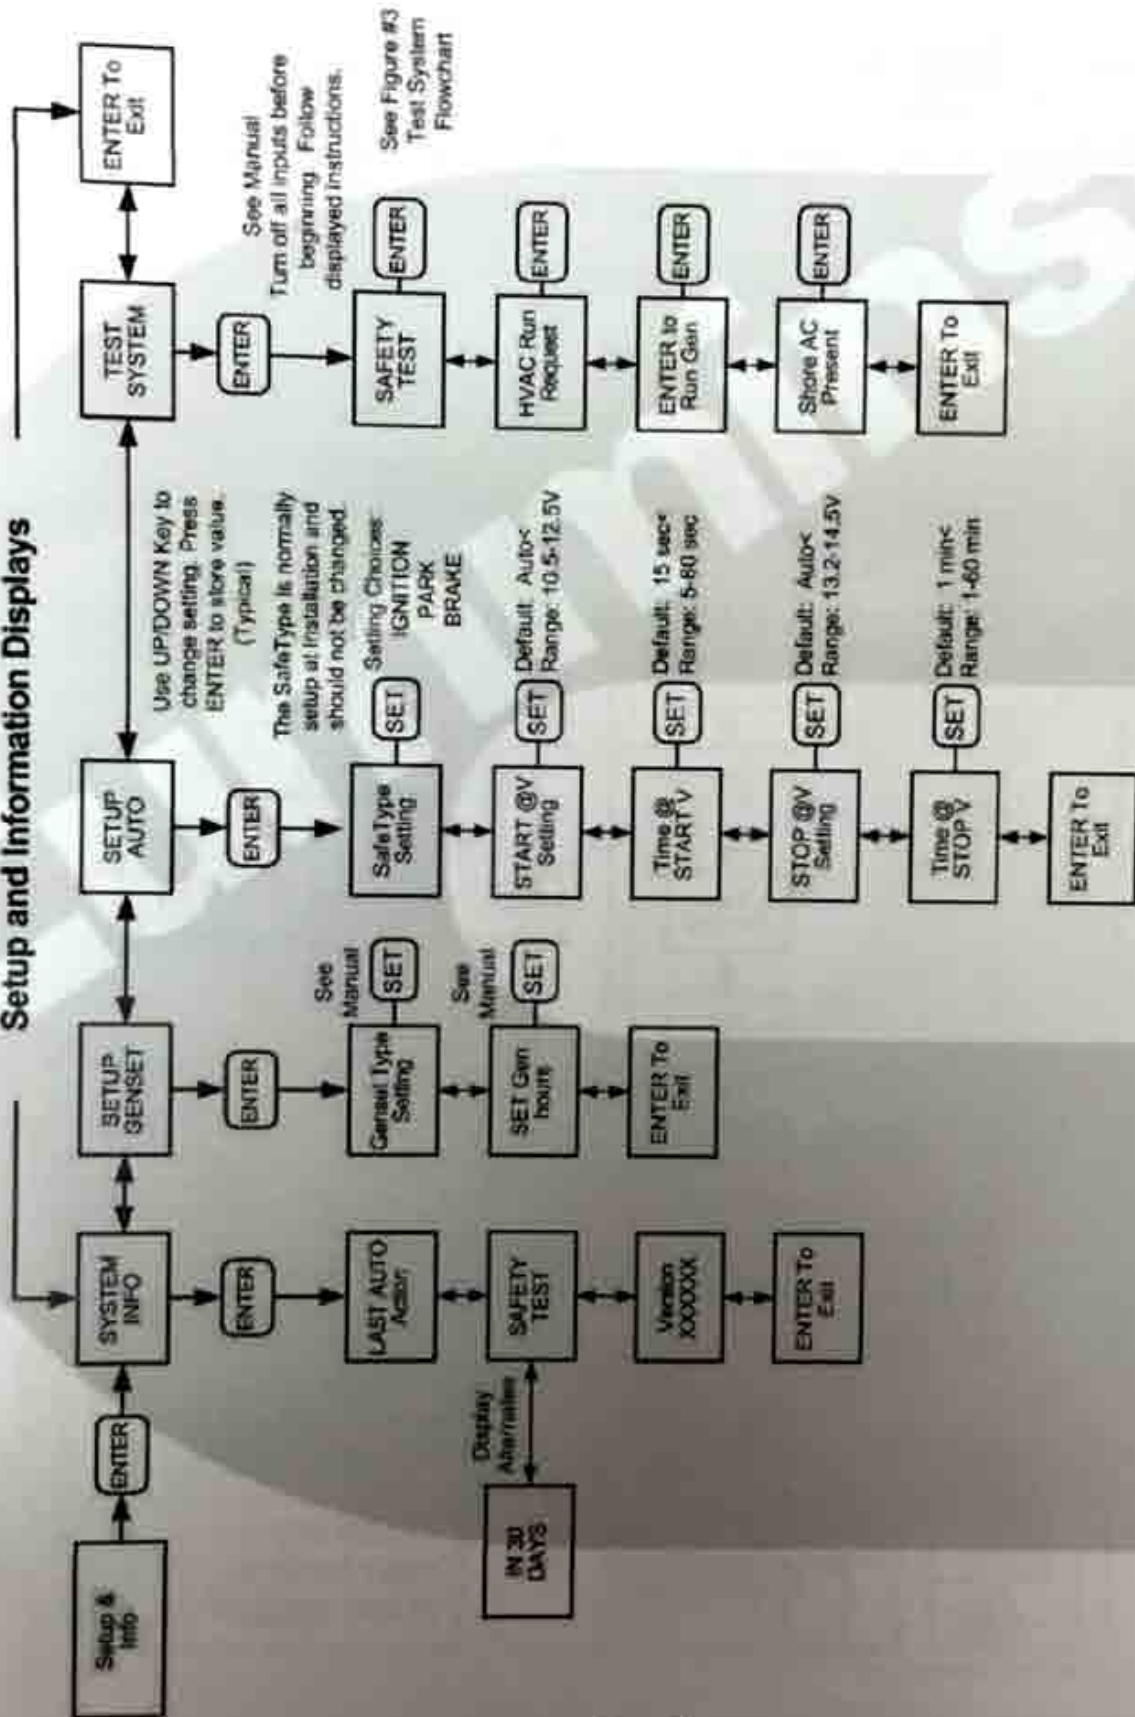 Setup and Information Displays
Setup &
Info
ENTER
SYSTEM
INFO
SETUP
GENSET
SETUP
AUTO
TEST
SYSTEM
ENTER To
Exit
ENTER
LAST AUTO
Action
SAFETY
TEST
Display
Alternates
IN 30
DAYS
Version
XXXXXX
ENTER To
Exit
ENTER
Genset Type
Setting
See
Manual
SET
SET Gen
hours
See
Manual
SET
ENTER To
Exit
Use UP/DOWN Key to
change setting. Press
ENTER to store value.
(Typical)
ENTER
The SafeType is normally
setup at Installation and
should not be changed.
SafeType
Setting
SET
Setting Choices:
IGNITION
PARK
BRAKE
START @V
Setting
SET
Default: Auto<
Range: 10.5-12.5V
Time @
START V
SET
Default: 15 sec<
Range: 5-80 sec
STOP @V
Setting
SET
Default: Auto<
Range: 13.2-14.5V
Time @
STOP V
SET
Default: 1 min<
Range: 1-60 min
ENTER To
Exit
ENTER
See Manual
Turn off all inputs before
beginning. Follow
displayed instructions.
SAFETY
TEST
ENTER
See Figure #3
Test System
Flowchart
HVAC Run
Request
ENTER
ENTER to
Run Gen
ENTER
Shore AC
Present
ENTER
ENTER To
Exit